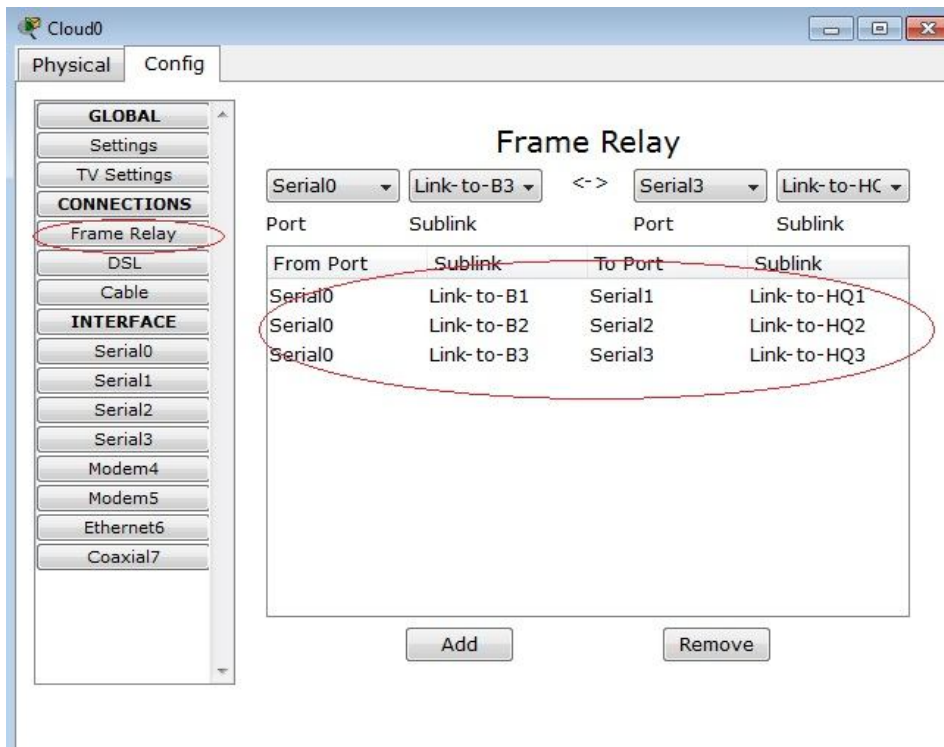 Cloud0
Physical Config
GLOBAL
Settings
TV Settings
CONNECTIONS
Frame Relay
DSL
Cable
INTERFACE
Serial0
Serial1
Serial2
Serial3
Modem4
Modem5
Ethernet6
Coaxial7
Frame Relay
Serial0 Link-to-B3 <-> Serial3 Link-to-HC
Port Sublink Port Sublink
From Port Sublink To Port Sublink
Serial0 Link-to-B1 Serial1 Link-to-HQ1
Serial0 Link-to-B2 Serial2 Link-to-HQ2
Serial0 Link-to-B3 Serial3 Link-to-HQ3
Add Remove